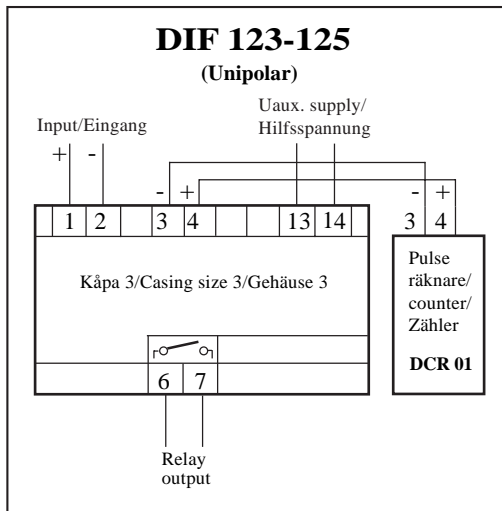 DIF 123-125
(Unipolar)
Uaux. supply/
Hilfsspannung
Input/Eingang
+ -
- +
- +
3 4
1 2 3 4 13 14
Kåpa 3/Casing size 3/Gehäuse 3
Pulse
räknare/
counter/
Zähler
DCR 01
6 7
Relay
output